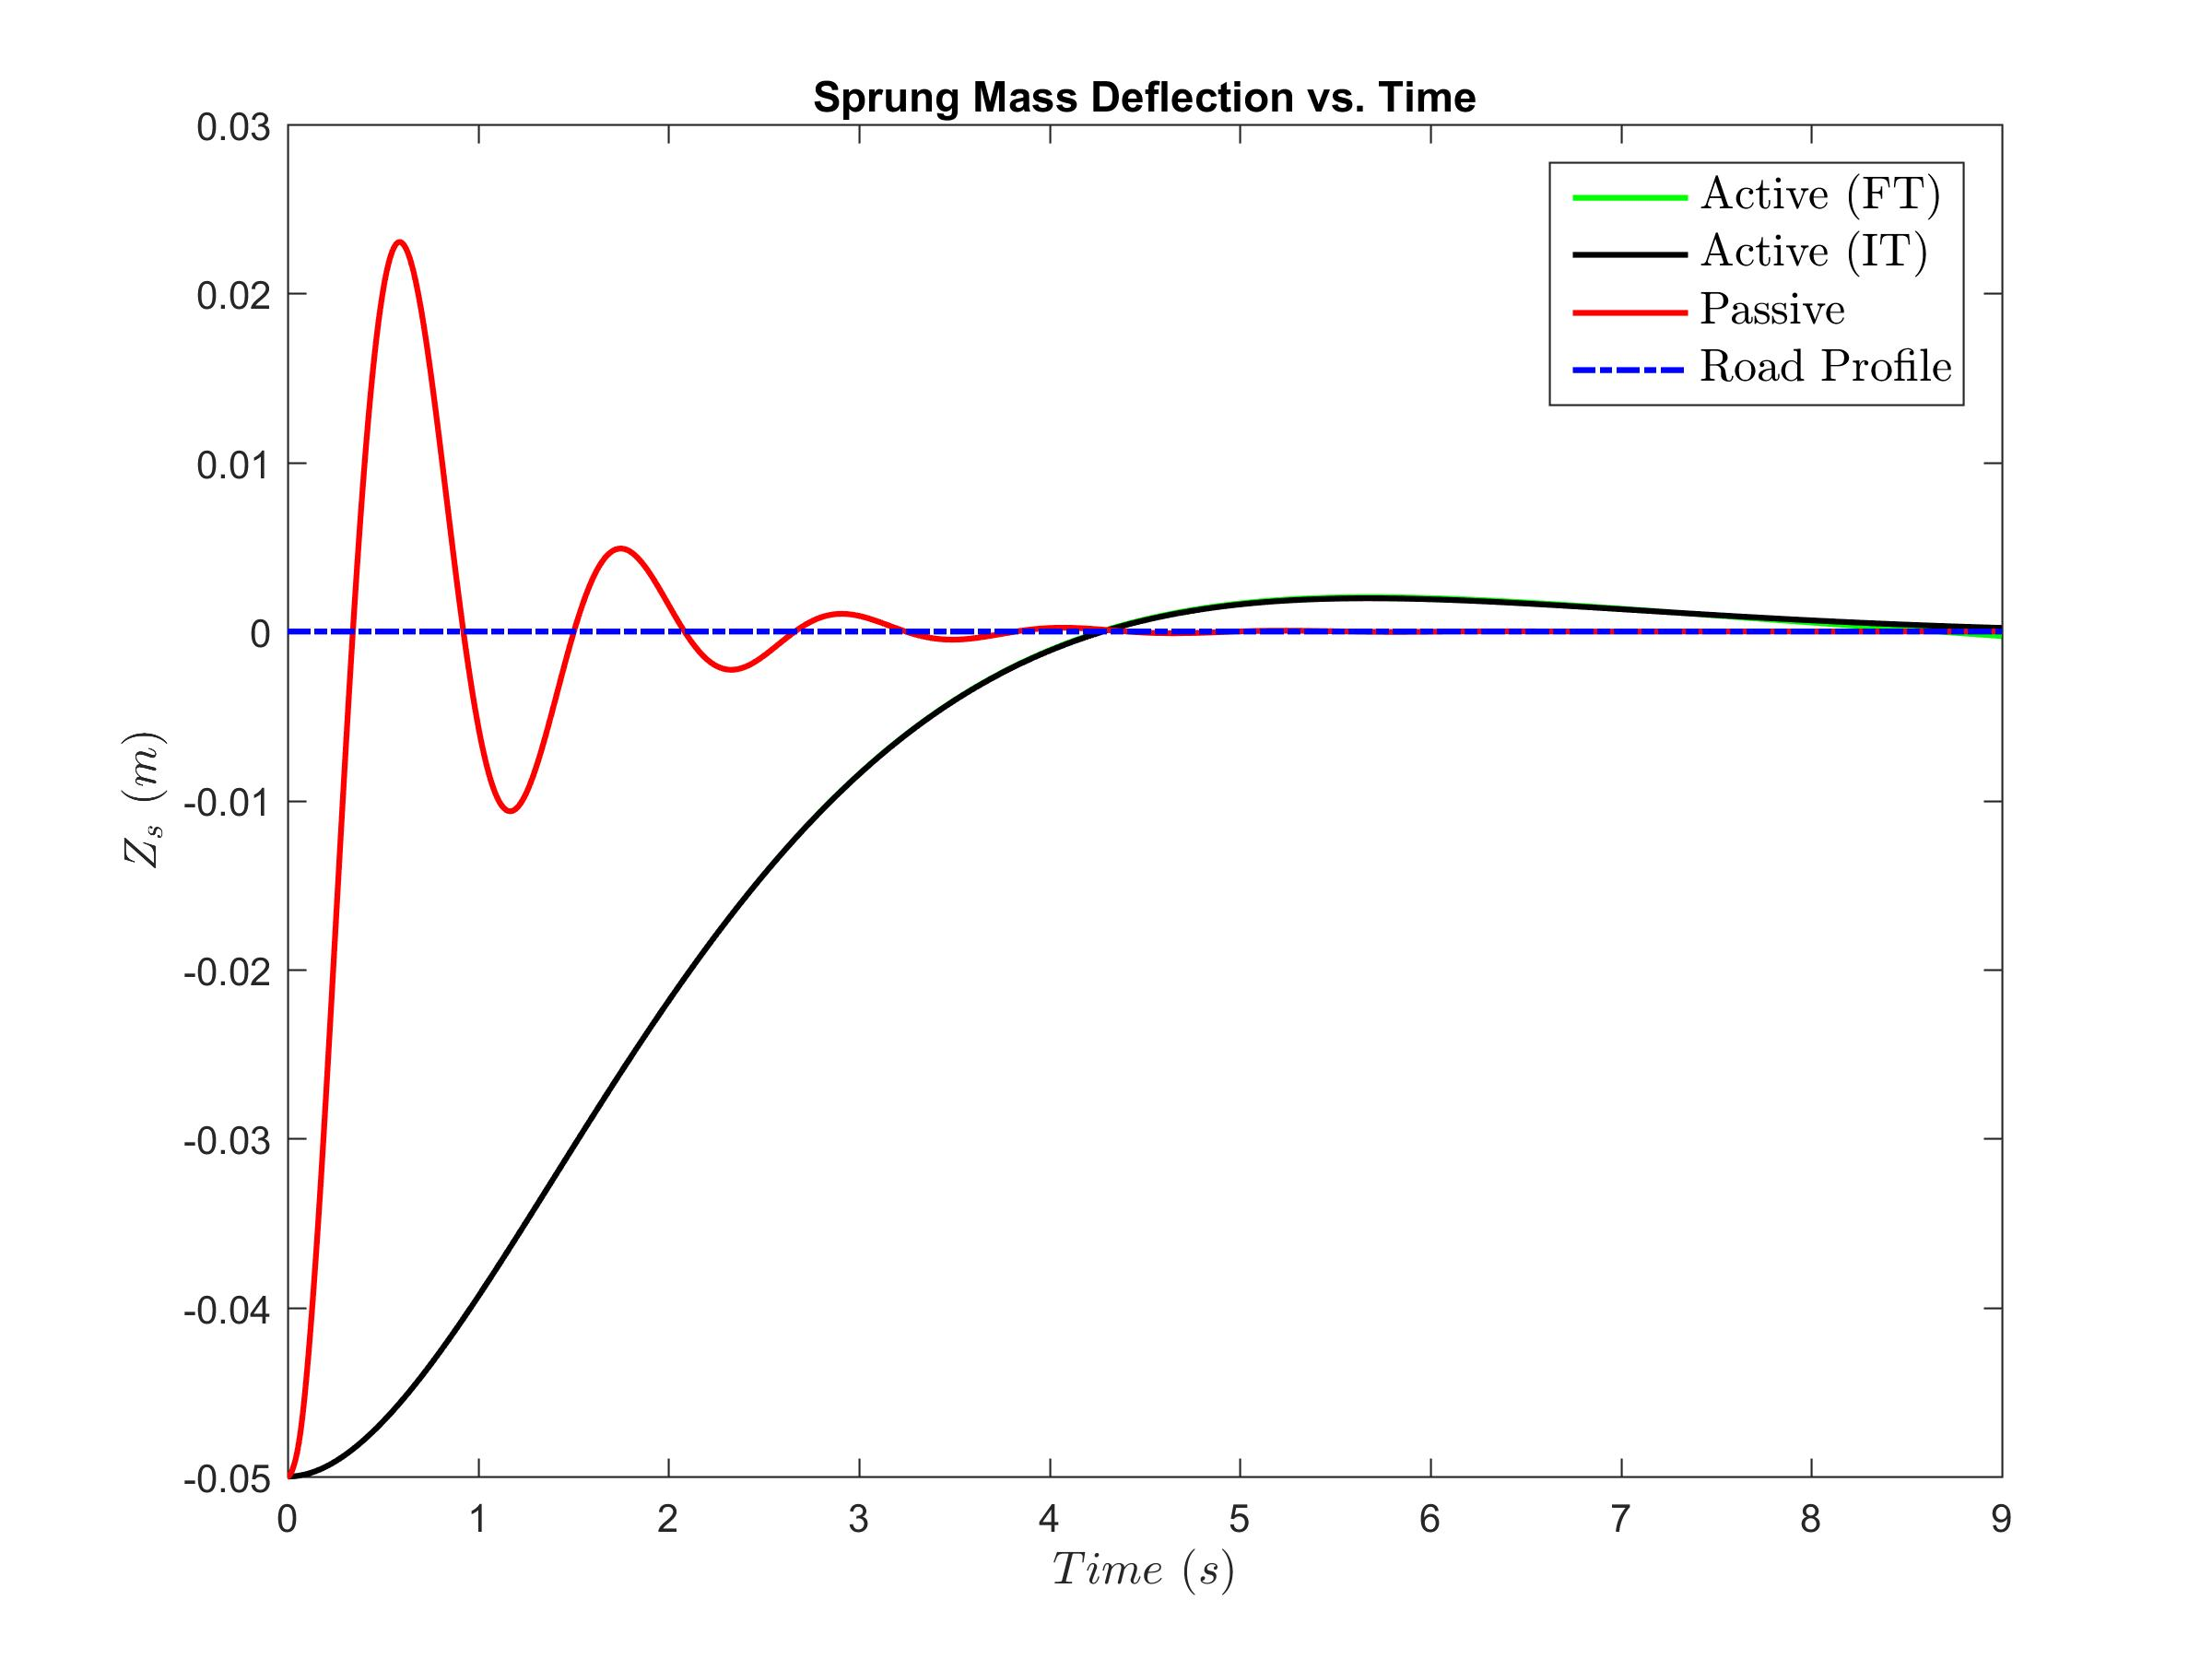 Sprung Mass Deflection vs. Time
0.03
0.02
0.01
0
-0.01
-0.02
-0.03
-0.04
-0.05
Z_s (m)
Active (FT)
Active (IT)
Passive
Road Profile
0 1 2 3 4 5 6 7 8 9
Time (s)